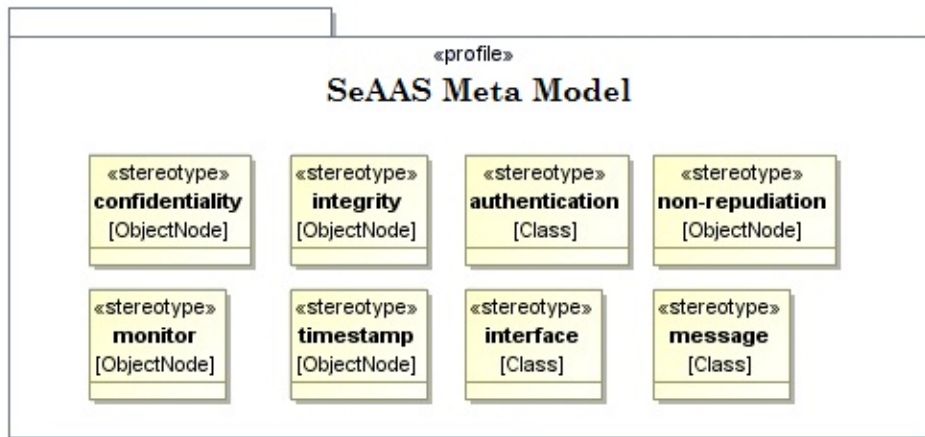 «profile»
SeAAS Meta Model
«stereotype»
confidentiality
[ObjectNode]
«stereotype»
integrity
[ObjectNode]
«stereotype»
authentication
[Class]
«stereotype»
non-repudiation
[ObjectNode]
«stereotype»
monitor
[ObjectNode]
«stereotype»
timestamp
[ObjectNode]
«stereotype»
interface
[Class]
«stereotype»
message
[Class]